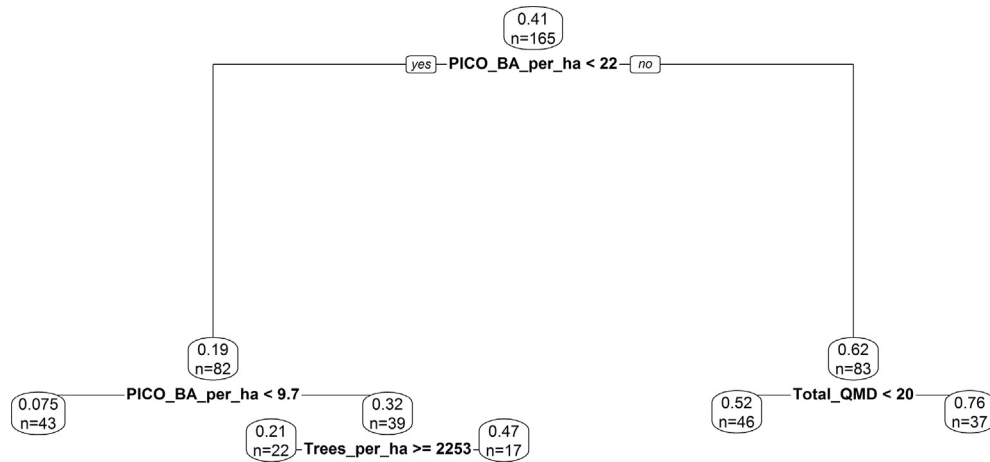 0.41
n=165
yes PICO_BA_per_ha < 22 no
0.19
n=82
0.62
n=83
PICO_BA_per_ha < 9.7
Total_QMD < 20
0.075
n=43
0.32
n=39
0.52
n=46
0.76
n=37
0.21
n=22
Trees_per_ha >= 2253
0.47
n=17